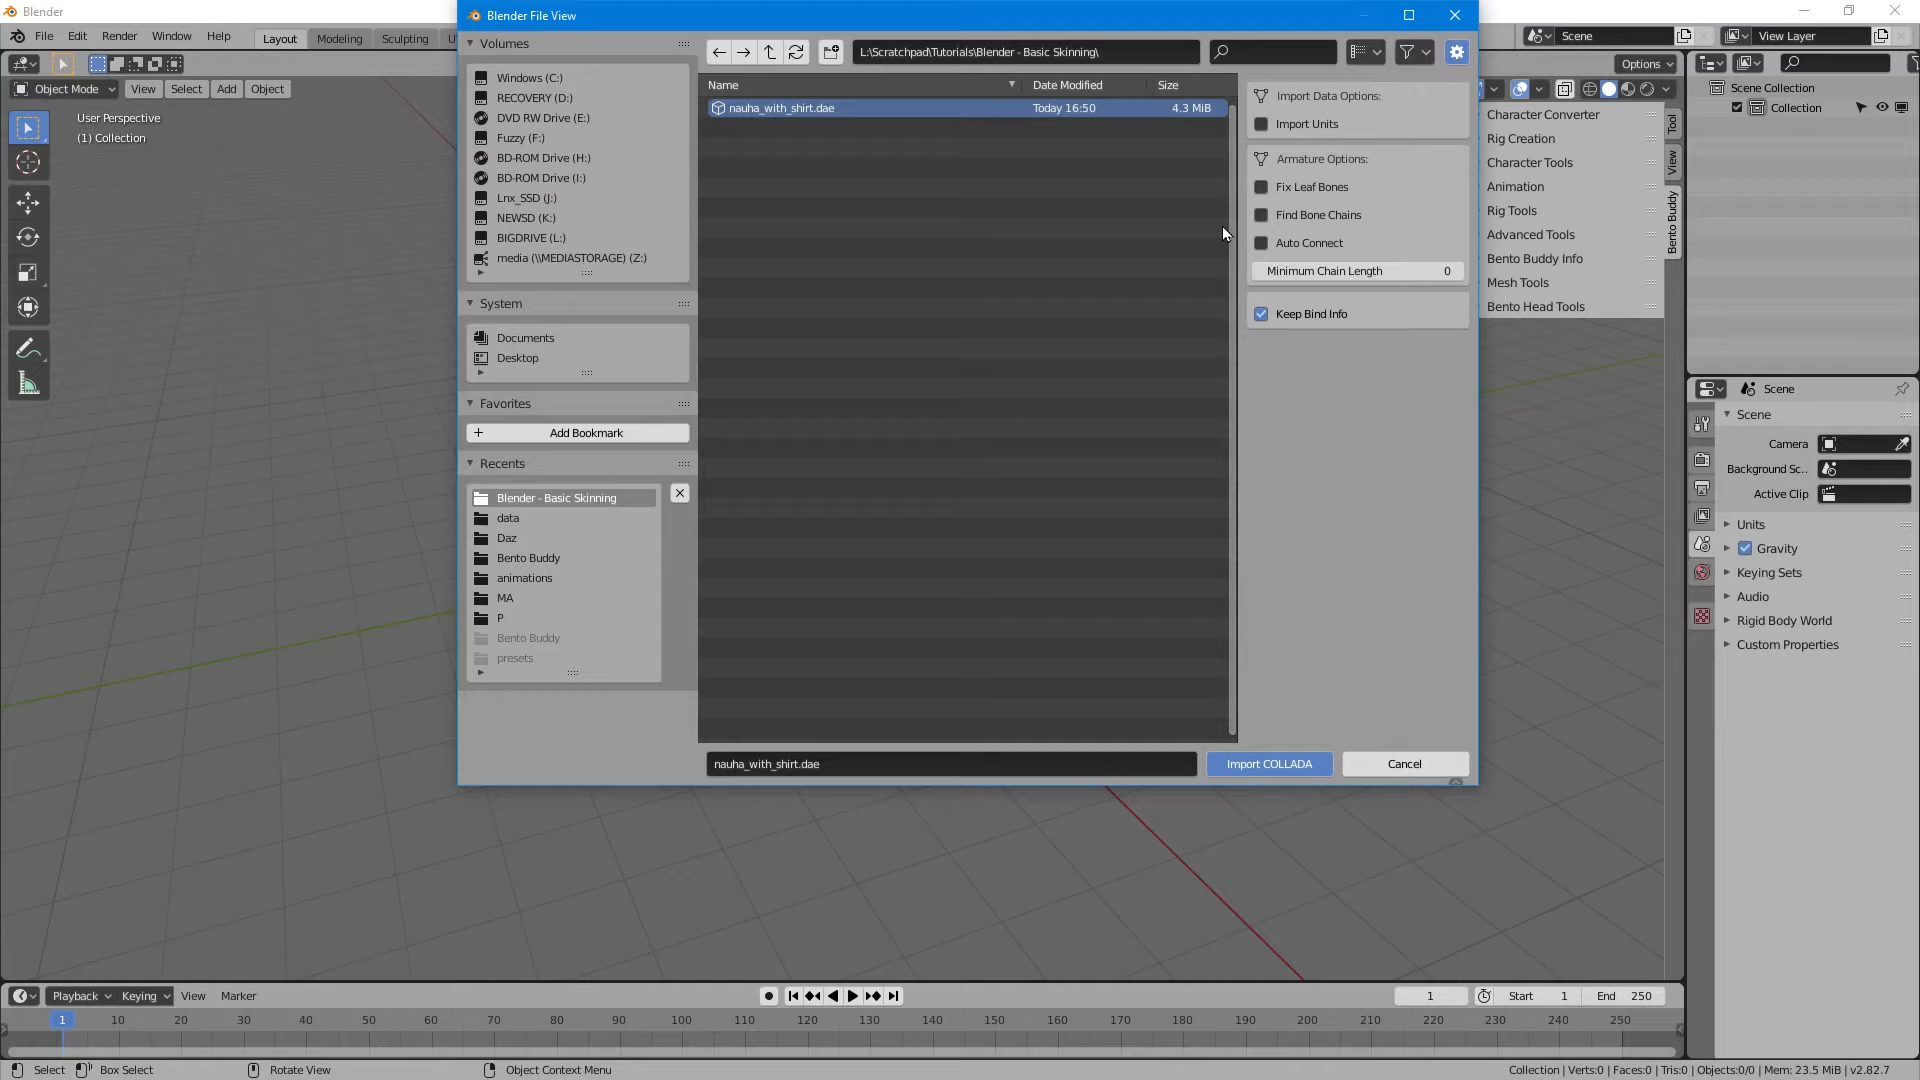 Blender
File Edit Render Window Help Layout Modeling Sculpting
Scene View Layer
Object Mode View Select Add Object
Options
User Perspective
(1) Collection
Blender File View
Volumes
Windows (C:)
RECOVERY (D:)
DVD RW Drive (E:)
Fuzzy (F:)
BD-ROM Drive (H:)
BD-ROM Drive (I:)
Lnx_SSD (J:)
NEWSD (K:)
BIGDRIVE (L:)
media (\\MEDIASTORAGE) (Z:)
System
Documents
Desktop
Favorites
Add Bookmark
Recents
Blender - Basic Skinning
data
Daz
Bento Buddy
animations
MA
P
Bento Buddy
presets
L:\Scratchpad\Tutorials\Blender - Basic Skinning\
Name Date Modified Size
nauha_with_shirt.dae Today 16:50 4.3 MiB
nauha_with_shirt.dae
Import COLLADA Cancel
Import Data Options:
Import Units
Armature Options:
Fix Leaf Bones
Find Bone Chains
Auto Connect
Minimum Chain Length 0
Keep Bind Info
Character Converter
Rig Creation
Character Tools
Animation
Rig Tools
Advanced Tools
Bento Buddy Info
Mesh Tools
Bento Head Tools
Tool
View
Bento Buddy
Scene Collection
Collection
Scene
Scene
Camera
Background Sc..
Active Clip
Units
Gravity
Keying Sets
Audio
Rigid Body World
Custom Properties
Playback Keying View Marker
1 Start 1 End 250
1 10 20 30 40 50 60 70 80 90 100 110 120 130 140 150 160 170 180 190 200 210 220 230 240 250
Select Box Select Rotate View Object Context Menu
Collection | Verts:0 | Faces:0 | Tris:0 | Objects:0/0 | Mem: 23.5 MiB | v2.82.7